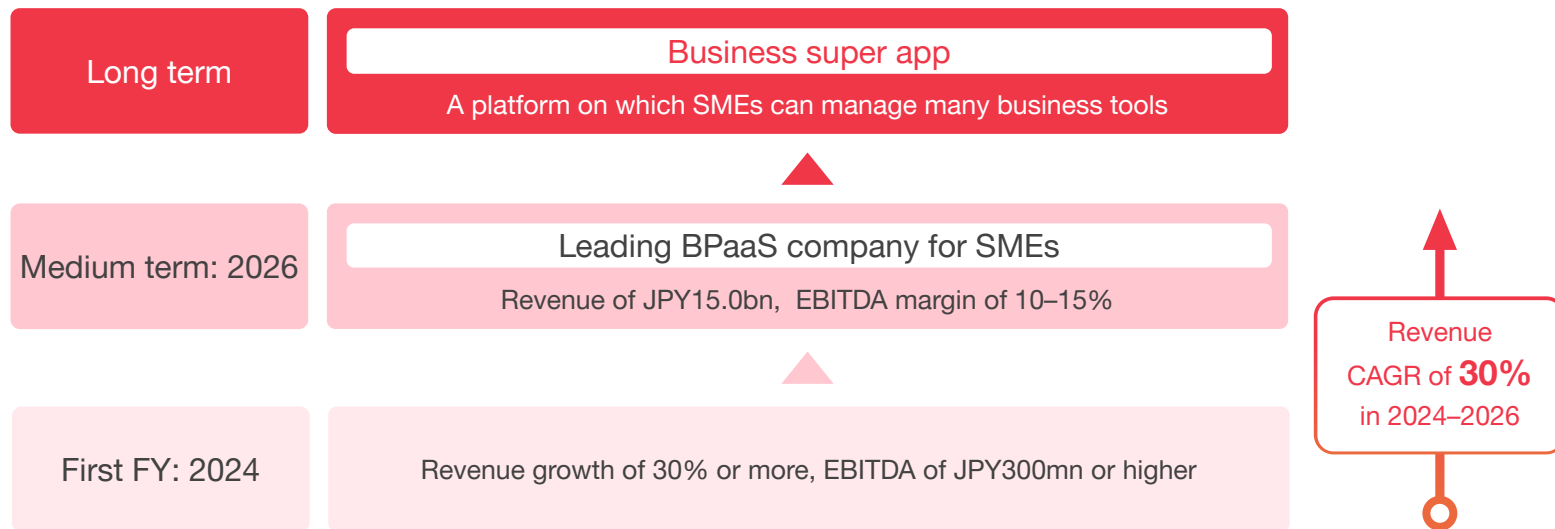 Long term
Business super app
A platform on which SMEs can manage many business tools
Medium term: 2026
Leading BPaaS company for SMEs
Revenue of JPY15.0bn, EBITDA margin of 10–15%
Revenue
CAGR of 30%
in 2024–2026
First FY: 2024
Revenue growth of 30% or more, EBITDA of JPY300mn or higher